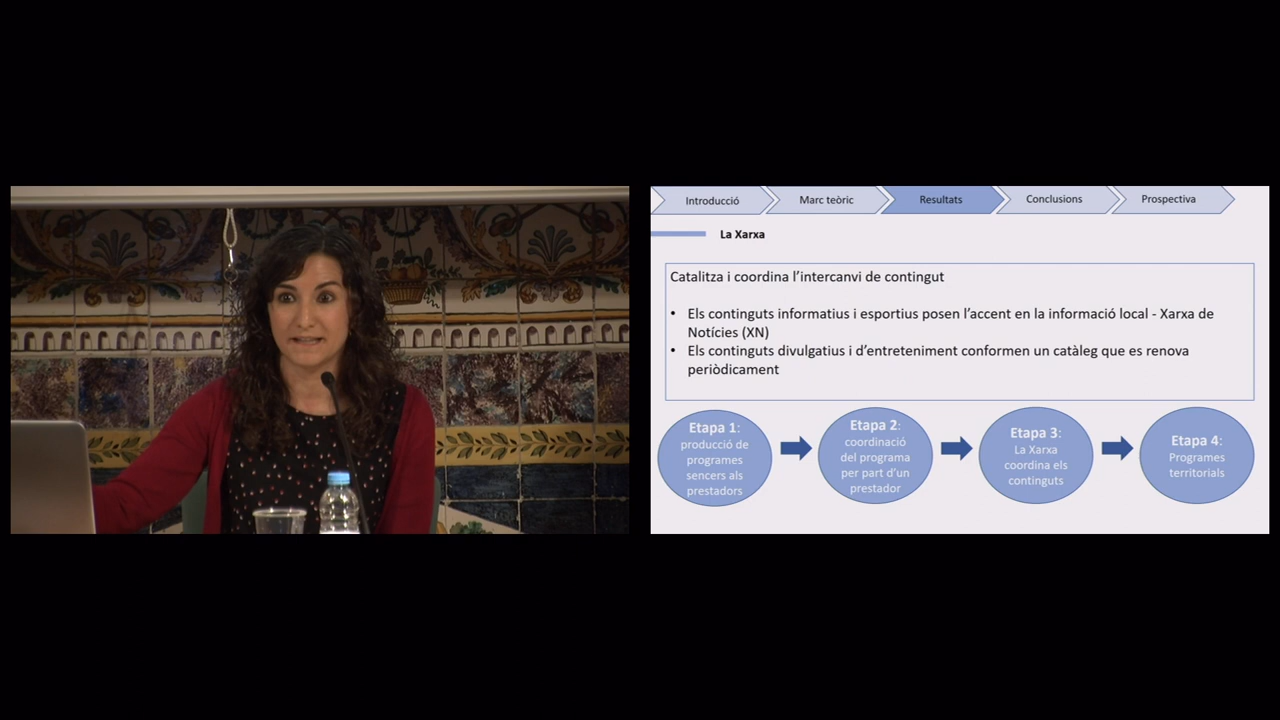 Introducció
Marc teòric
Resultats
Conclusions
Prospectiva
La Xarxa
Catalitza i coordina l'intercanvi de contingut
• Els continguts informatius i esportius posen l'accent en la informació local - Xarxa de
Notícies (XN)
• Els continguts divulgatius i d'entreteniment conformen un catàleg que es renova
periòdicament
Etapa 1:
producció de
programes
sencers als
prestadors
Etapa 2:
coordinació
del programa
per part d'un
prestador
Etapa 3:
La Xarxa
coordina els
continguts
Etapa 4:
Programes
territorials